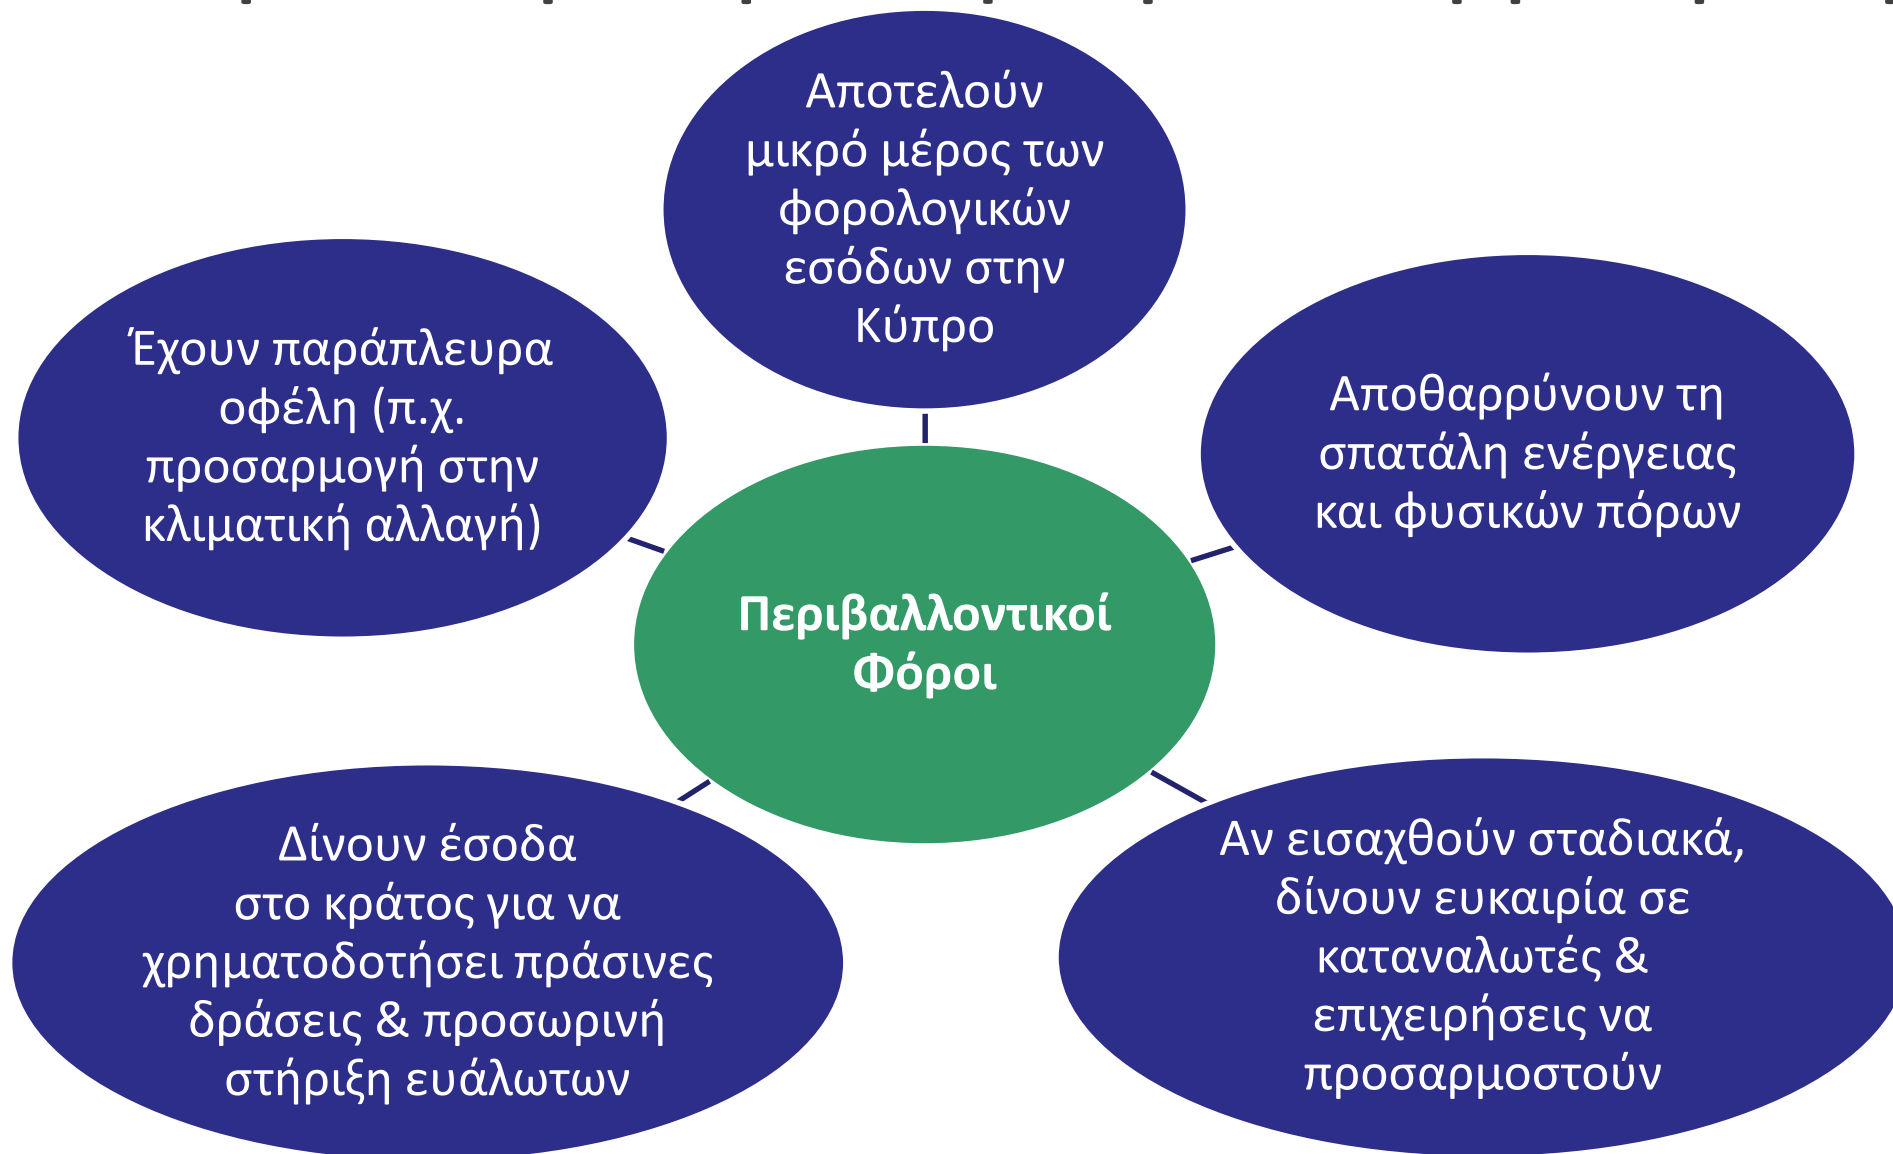 Αποτελούν
μικρό μέρος των
φορολογικών
εσόδων στην
Κύπρο
Έχουν παράπλευρα
οφέλη (π.χ.
προσαρμογή στην
κλιματική αλλαγή)
Αποθαρρύνουν τη
σπατάλη ενέργειας
και φυσικών πόρων
Περιβαλλοντικοί
Φόροι
Δίνουν έσοδα
στο κράτος για να
χρηματοδοτήσει πράσινες
δράσεις & προσωρινή
στήριξη ευάλωτων
Αν εισαχθούν σταδιακά,
δίνουν ευκαιρία σε
καταναλωτές &
επιχειρήσεις να
προσαρμοστούν